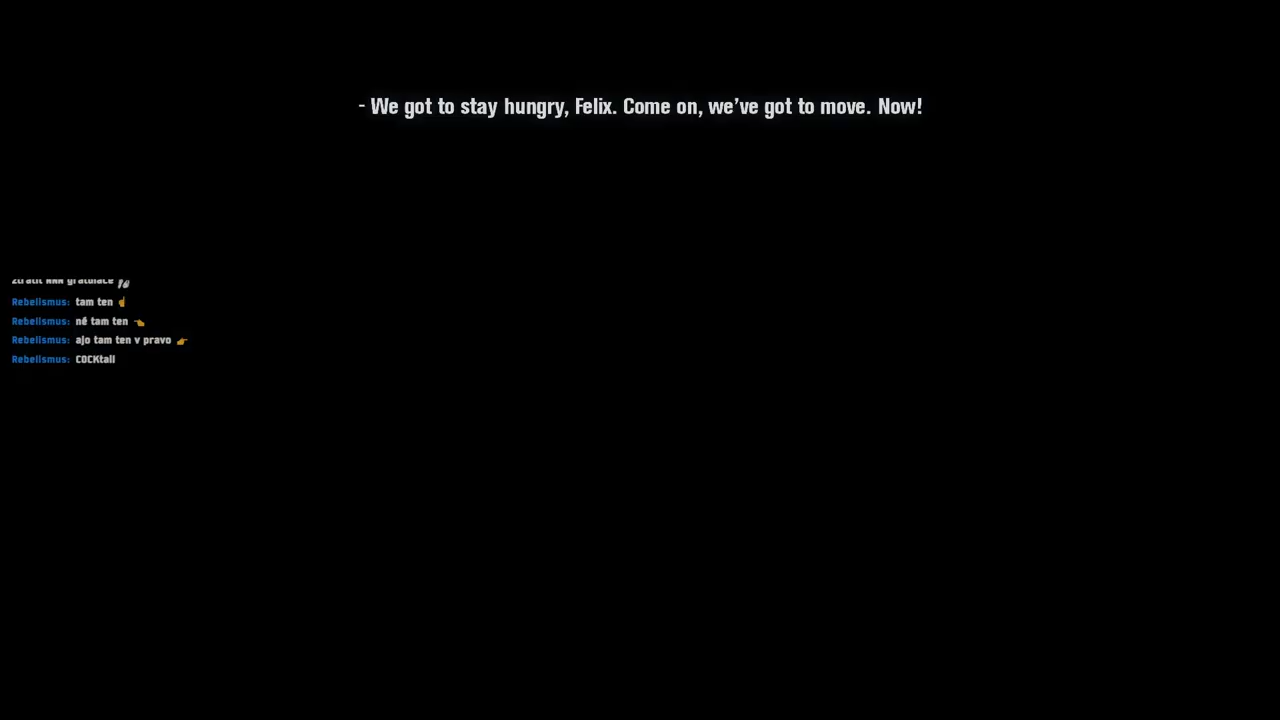 - We got to stay hungry, Felix. Come on, we’ve got to move. Now!
gratulace
Rebelismus: tam ten ☝
Rebelismus: né tam ten 👈
Rebelismus: ajo tam ten v pravo 👉
Rebelismus: COCKtail